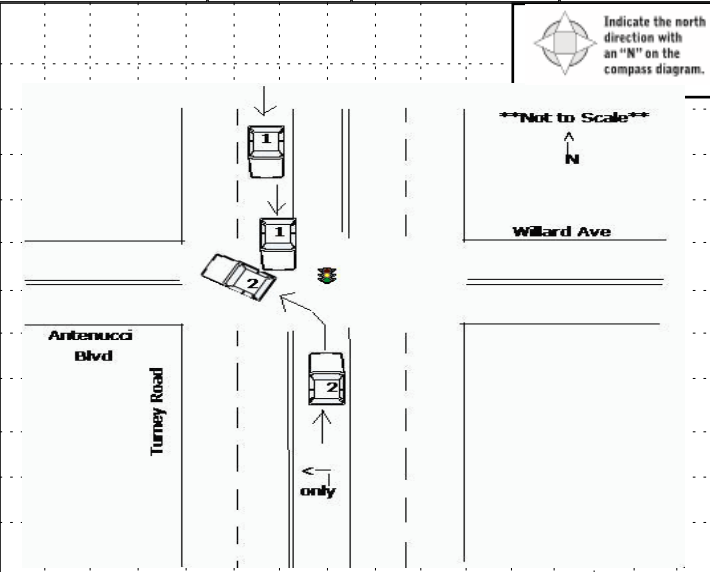 Indicate the north
direction with
an “N” on the
compass diagram.
**Not to Scale**
N
1
1
Willard Ave
2
Antenucci
Blvd
Turney Road
2
only